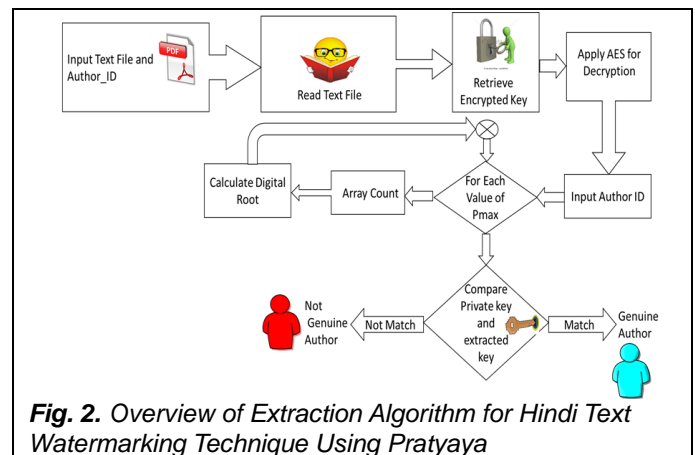 Input Text File and
Author_ID
PDF
Read Text File
Retrieve
Encrypted Key
Apply AES for
Decryption
Input Author ID
For Each
Value of
Pmax
Array Count
Calculate Digital
Root
Compare
Private key
and
extracted
key
Not Match
Not
Genuine
Author
Match
Genuine
Author
Fig. 2. Overview of Extraction Algorithm for Hindi Text
Watermarking Technique Using Pratyaya